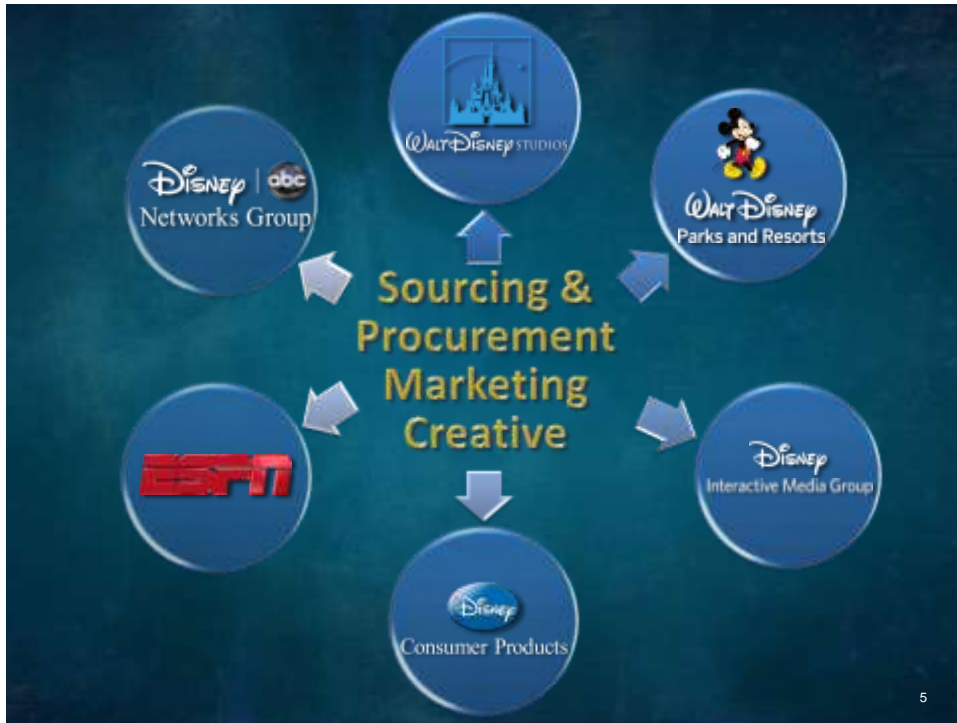 WALT DISNEY STUDIOS
DISNEY | abc
Networks Group
WALT DISNEY
Parks and Resorts
Sourcing &
Procurement
Marketing
Creative
ESPN
DISNEY
Interactive Media Group
DISNEY
Consumer Products
5